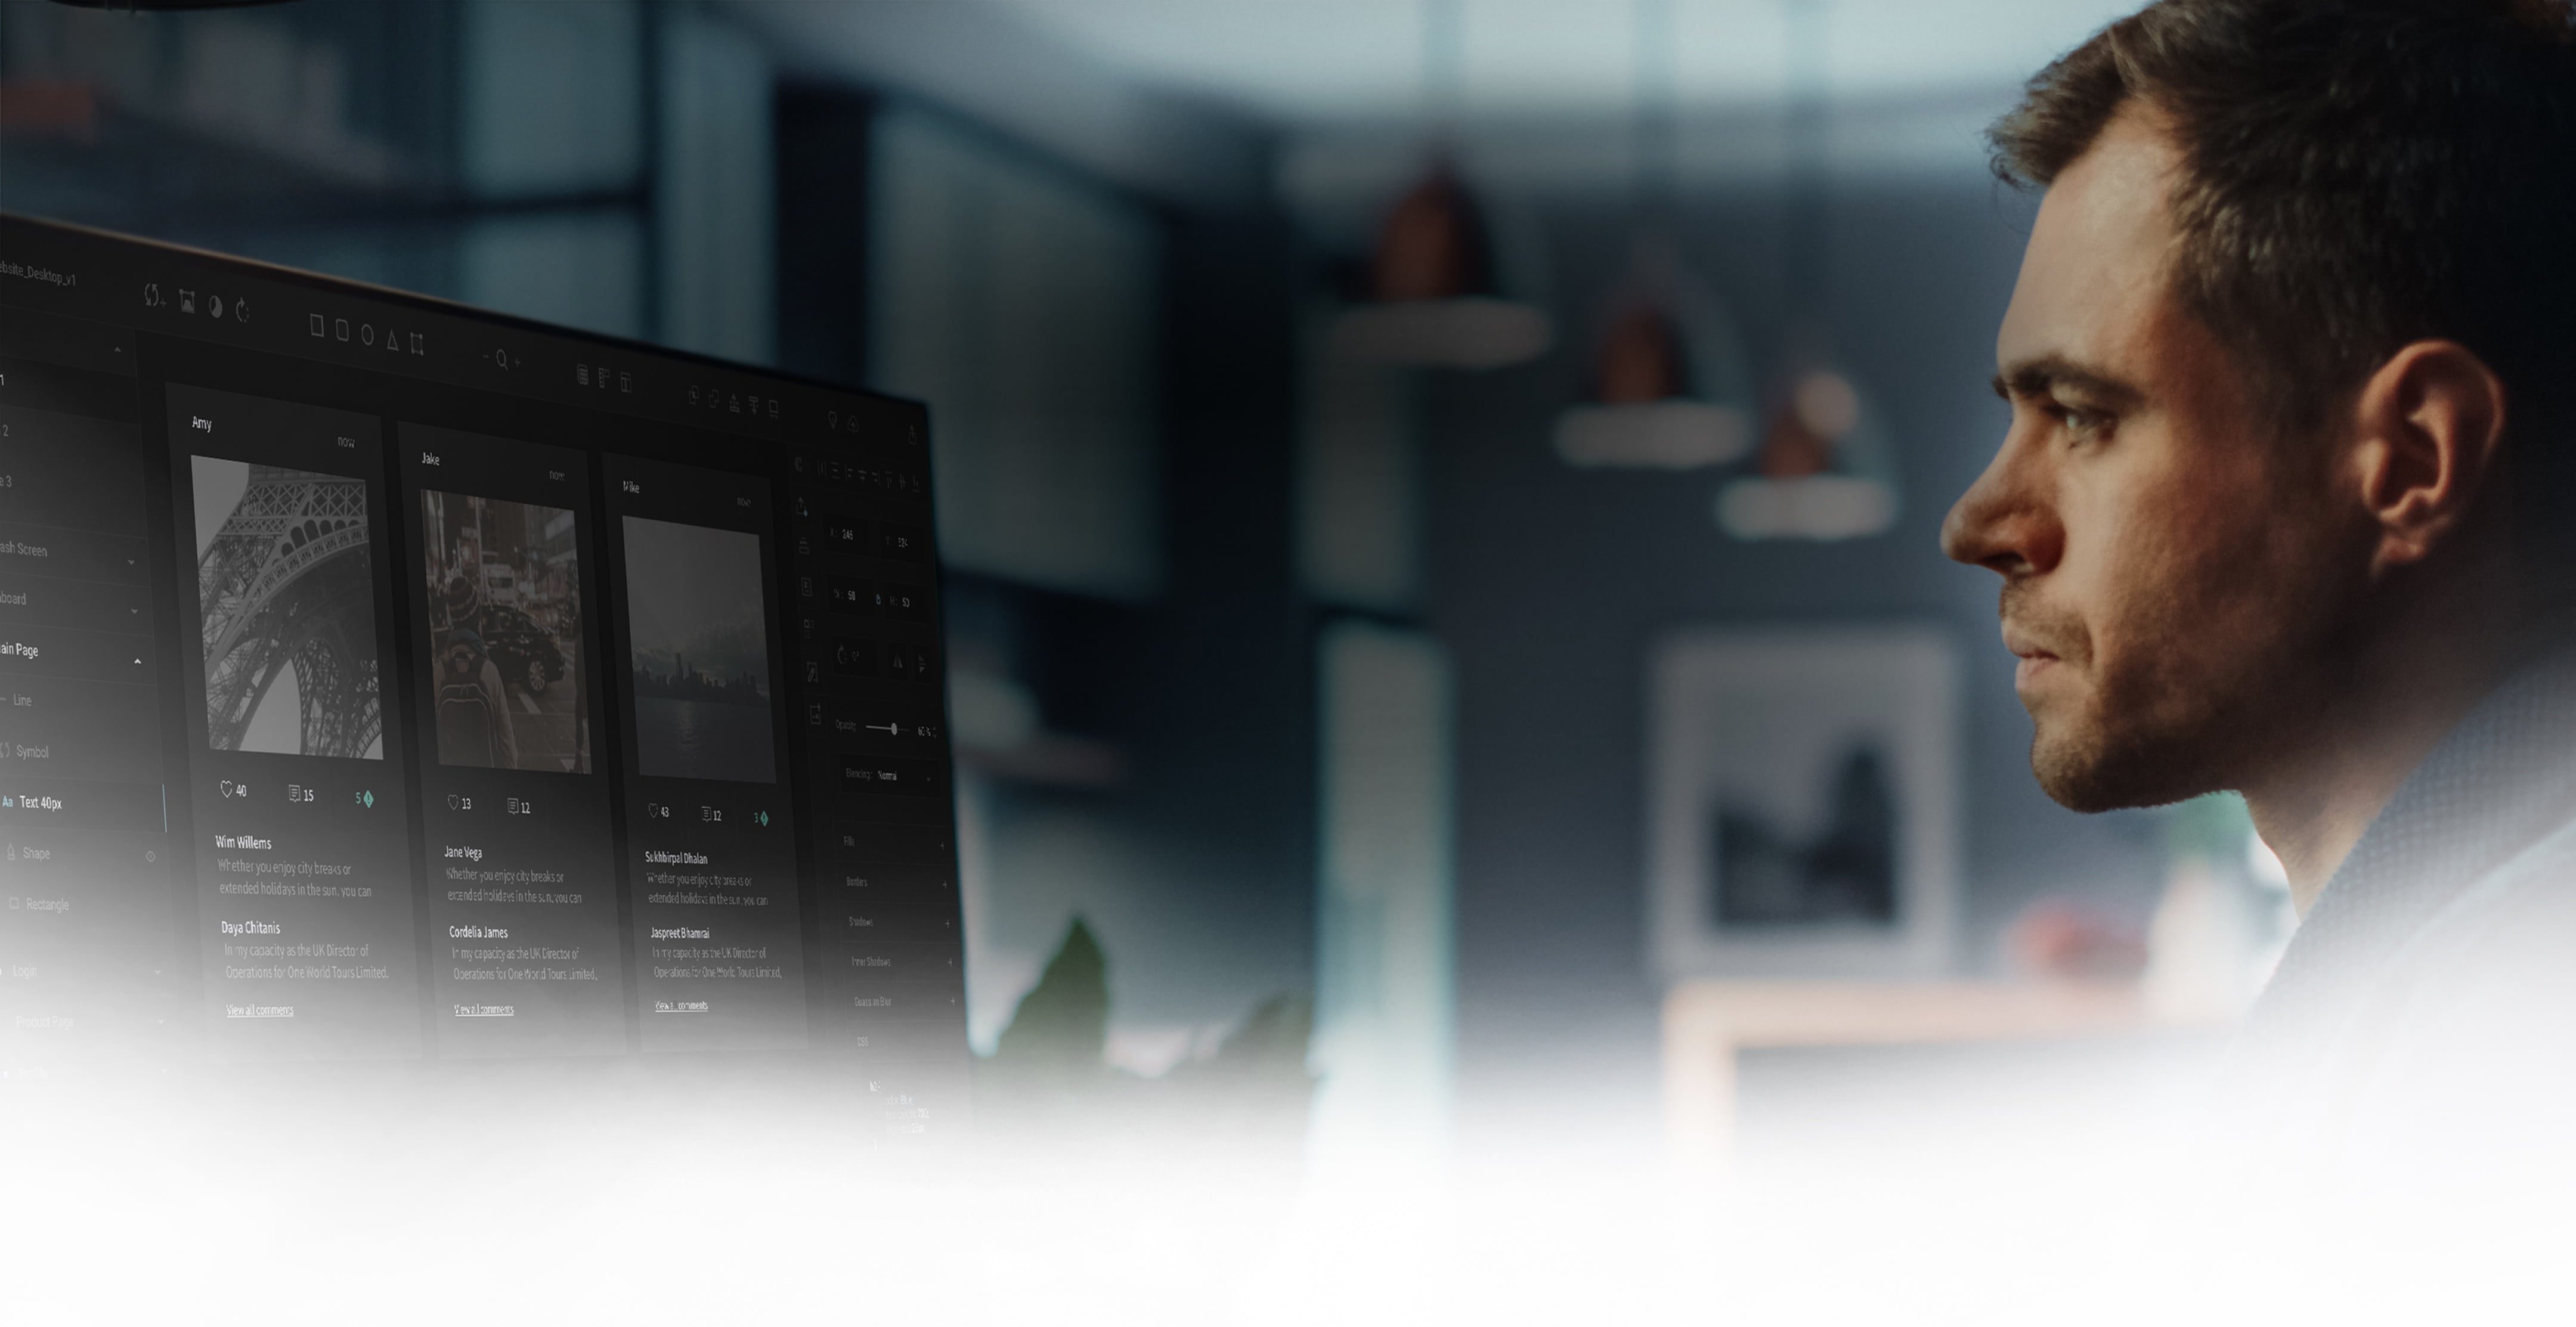 ebsite_Desktop_v1
1
2
e 3
ash Screen
board
ain Page
Line
Symbol
Aa Text 40px
Shape
Rectangle
Login
Product Page
Amy
now
40 15 5
Wim Willems
Whether you enjoy city breaks or
extended holidays in the sun, you can
Daya Chitanis
In my capacity as the UK Director of
Operations for One World Tours Limited.
View all comments
Jake
now
13 12
Jane Vega
Whether you enjoy city breaks or
extended holidays in the sun, you can
Cordelia James
In my capacity as the UK Director of
Operations for One World Tours Limited,
View all comments
Mike
now
43 12 3
Sukhbirpal Dhalan
Whether you enjoy city breaks or
extended holidays in the sun, you can
Jaspreet Bhamrai
In my capacity as the UK Director of
Operations for One World Tours Limited,
View all comments
X: 246
W: 50 H: 50
0°
Opacity
Blending: Normal
Fills
Borders
Shadows
Inner Shadows
Gaussian Blur
CSS